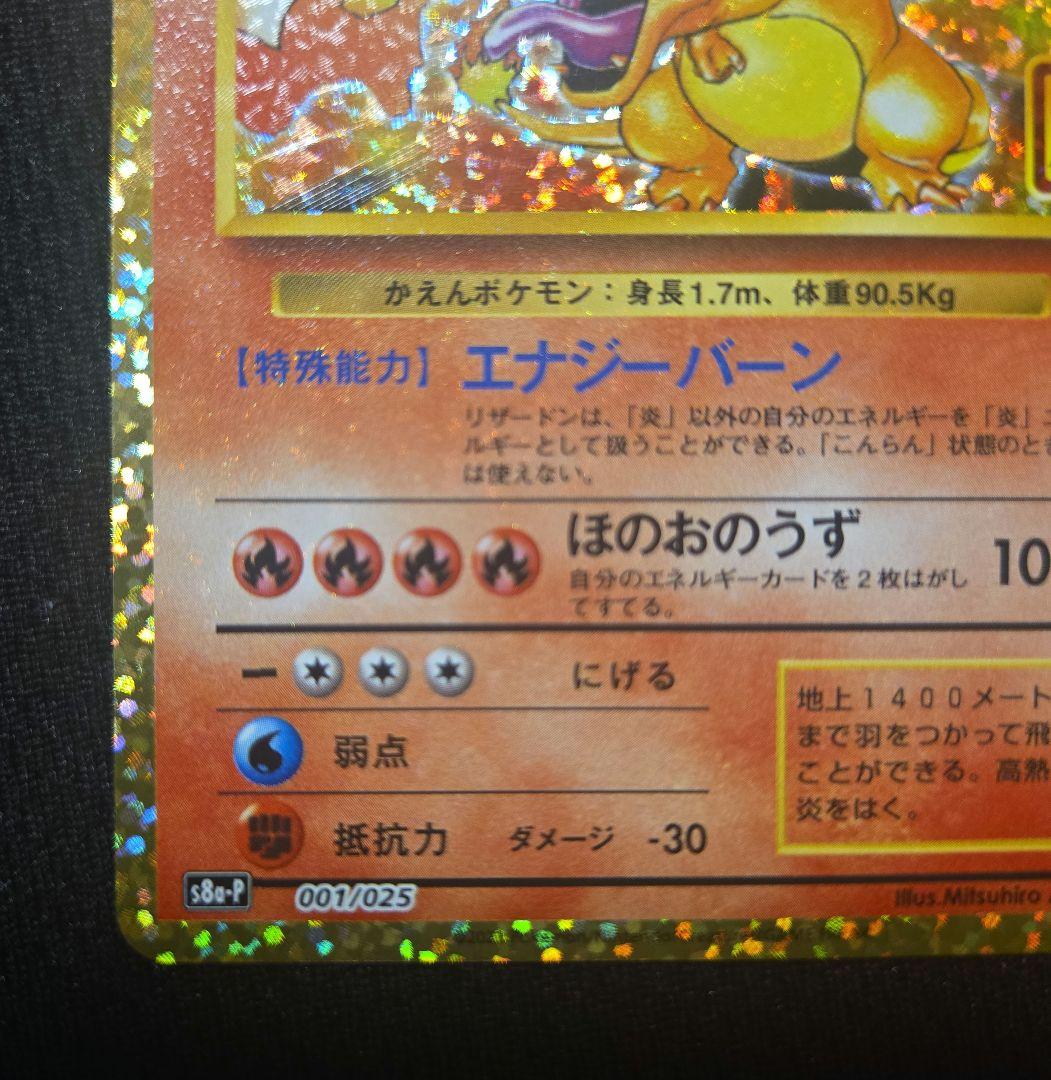 かえんポケモン：身長1.7m、体重90.5Kg
【特殊能力】 エナジーバーン
リザードンは、「炎」以外の自分のエネルギーを「炎」エ
ルギーとして扱うことができる。「こんらん」状態のとき
は使えない。
ほのおのうず 10
自分のエネルギーカードを2枚はがし
てすてる。
ー にげる
弱点
抵抗力 ダメージ -30
地上1400メート
まで羽をつかって飛
ことができる。高熱
炎をはく。
s8a-P 001/025
Illus.Mitsuhiro